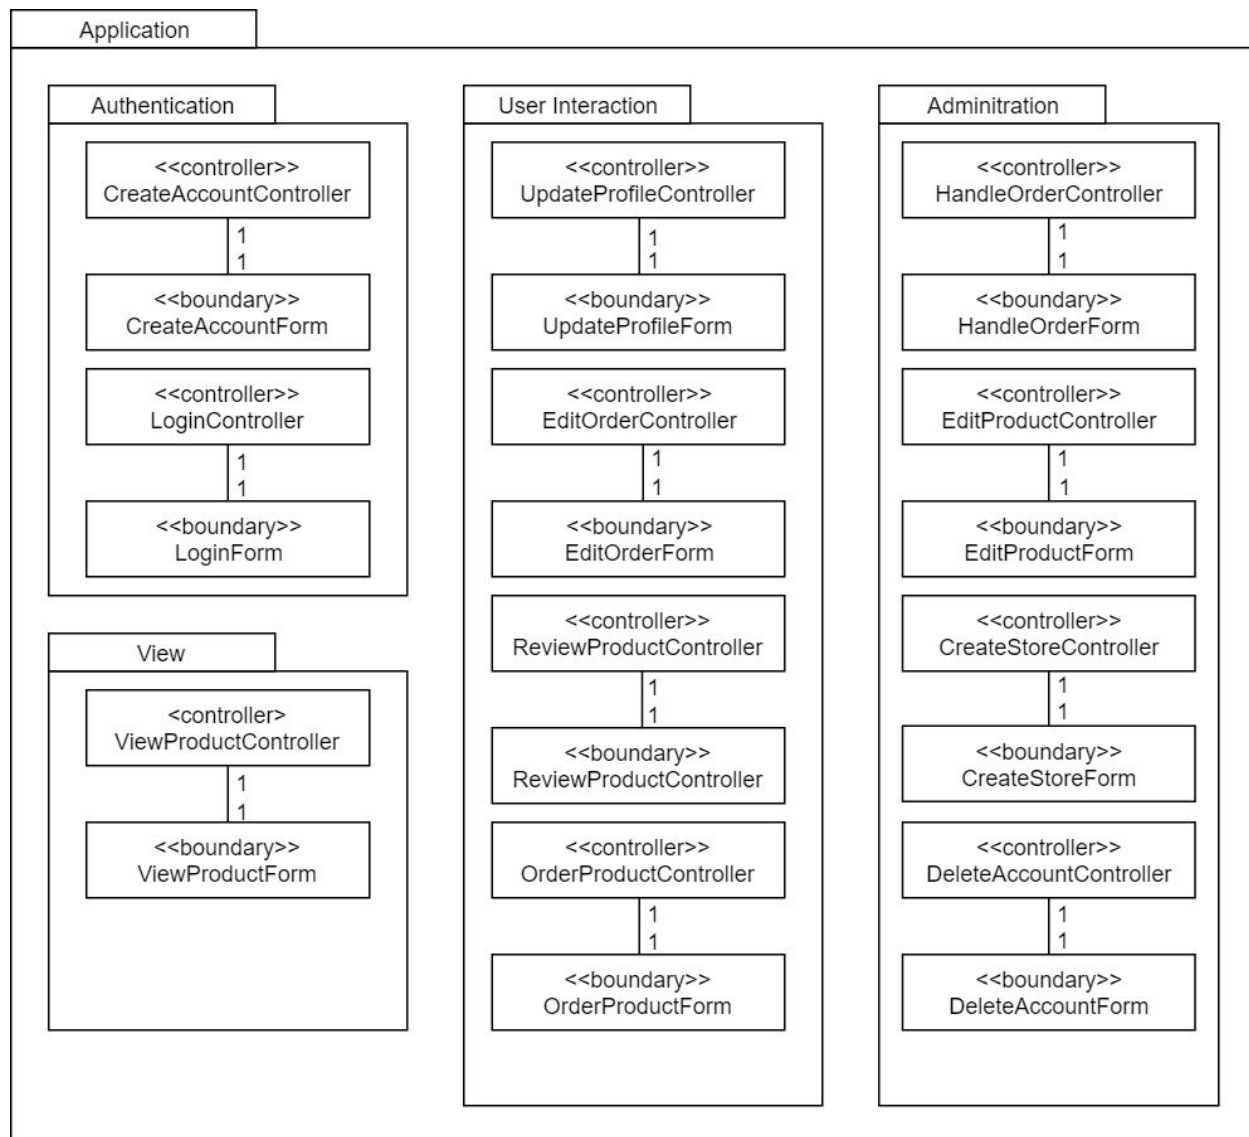 Application
Authentication
<<controller>>
CreateAccountController
1
1
<<boundary>>
CreateAccountForm
<<controller>>
LoginController
1
1
<<boundary>>
LoginForm
View
<controller>
ViewProductController
1
1
<<boundary>>
ViewProductForm
User Interaction
<<controller>>
UpdateProfileController
1
1
<<boundary>>
UpdateProfileForm
<<controller>>
EditOrderController
1
1
<<boundary>>
EditOrderForm
<<controller>>
ReviewProductController
1
1
<<boundary>>
ReviewProductController
<<controller>>
OrderProductController
1
1
<<boundary>>
OrderProductForm
Adminitration
<<controller>>
HandleOrderController
1
1
<<boundary>>
HandleOrderForm
<<controller>>
EditProductController
1
1
<<boundary>>
EditProductForm
<<controller>>
CreateStoreController
1
1
<<boundary>>
CreateStoreForm
<<controller>>
DeleteAccountController
1
1
<<boundary>>
DeleteAccountForm